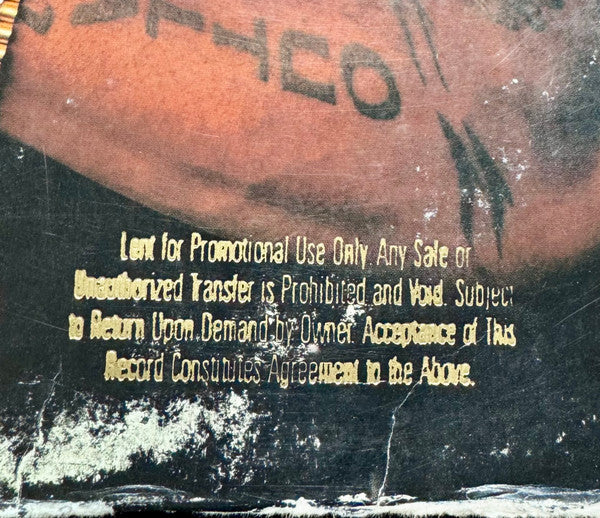 Lent for Promotional Use Only Any Sale or
Unauthorized Transfer is Prohibited and Void. Subject
to Return Upon Demand by Owner Acceptance of This
Record Constitutes Agreement to the Above.